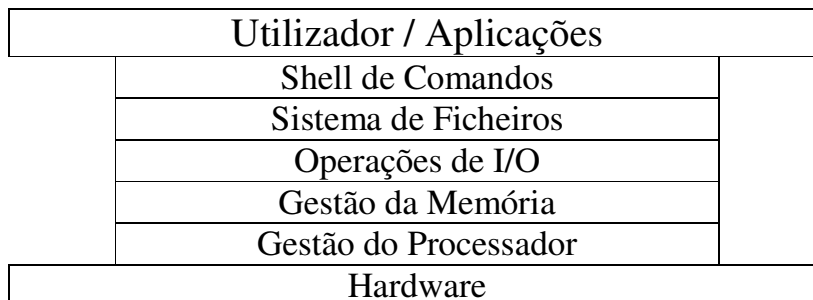 Utilizador / Aplicações
Shell de Comandos
Sistema de Ficheiros
Operações de I/O
Gestão da Memória
Gestão do Processador
Hardware